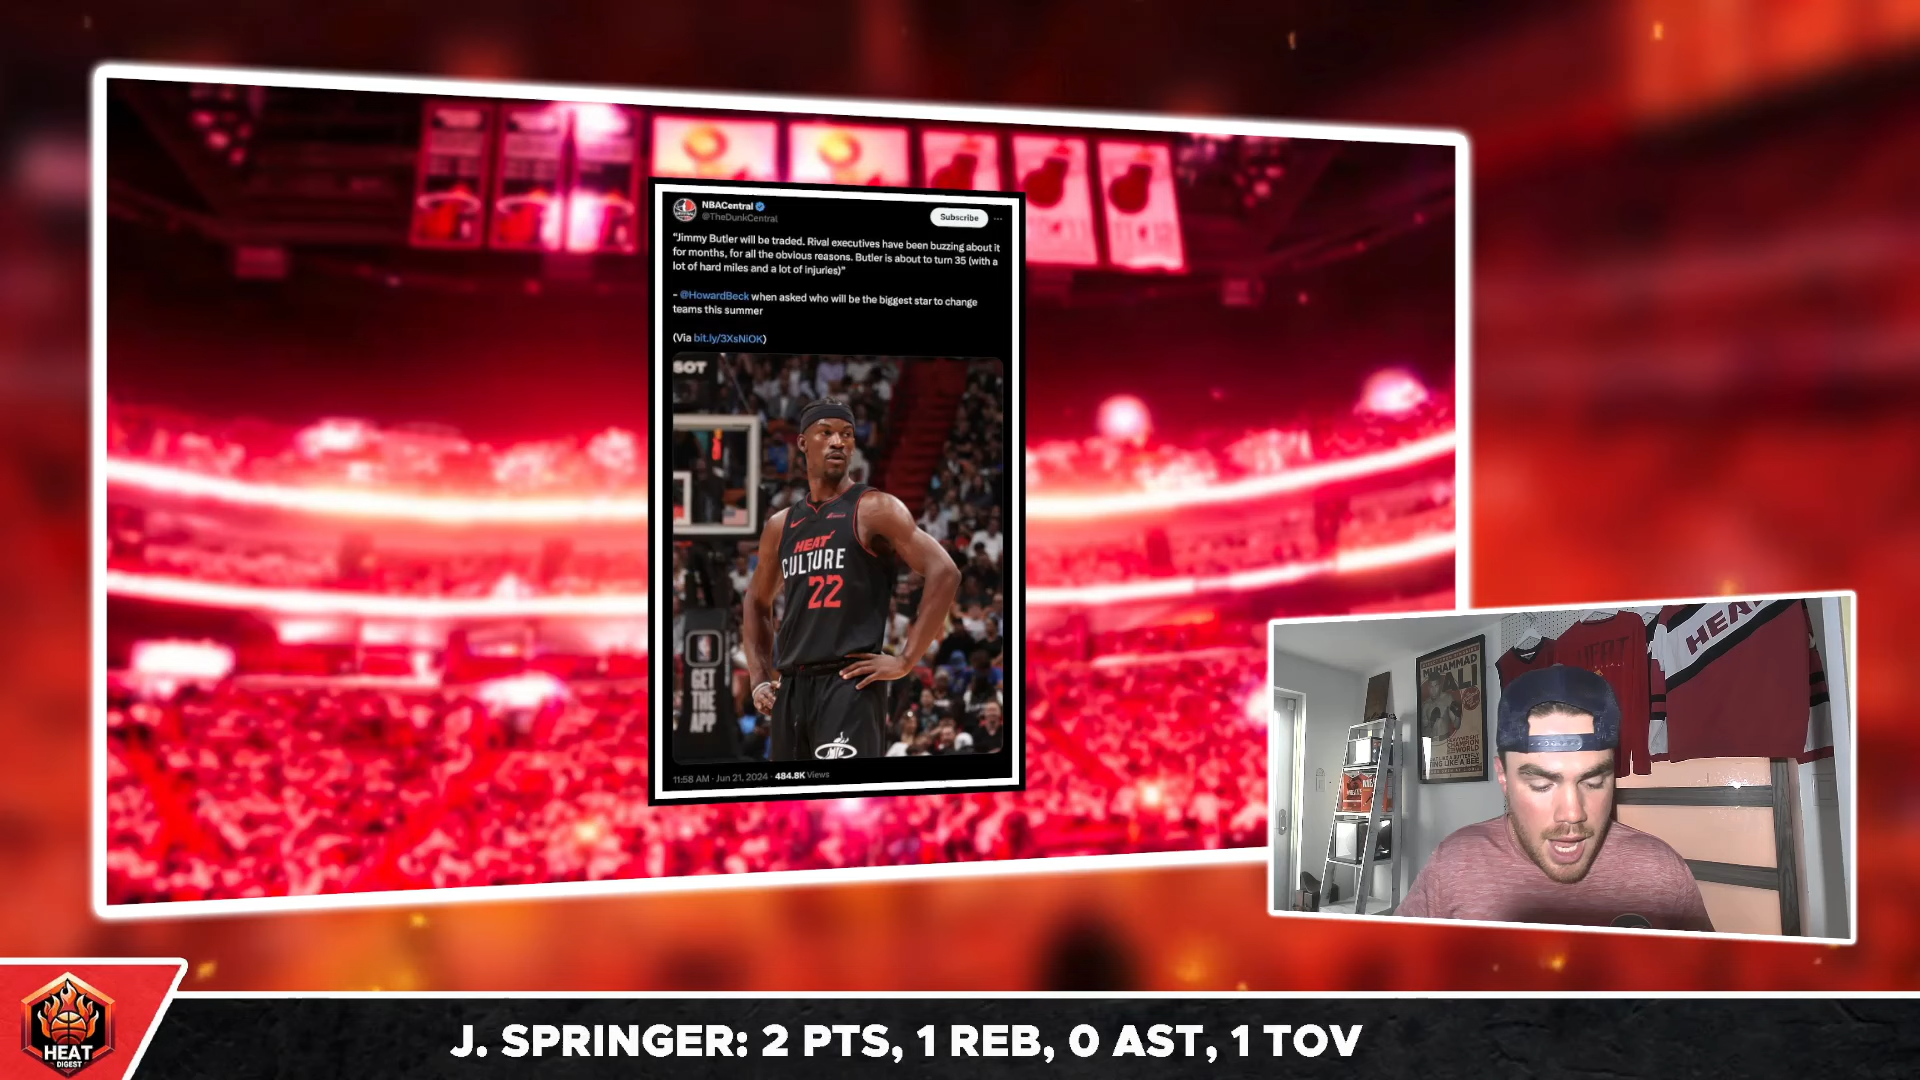 NBACentral
@TheDunkCentral
Subscribe
"Jimmy Butler will be traded. Rival executives have been buzzing about it
for months, for all the obvious reasons. Butler is about to turn 35 (with a
lot of hard miles and a lot of injuries)"
- @HowardBeck when asked who will be the biggest star to change
teams this summer
(Via bit.ly/3XsNiOK)
SOT
HEAT
CULTURE
22
GET
THE
APP
11:58 AM · Jun 21, 2024 · 484.8K Views
MUHAMMAD
ALI
HEAT
HEAT
J. SPRINGER: 2 PTS, 1 REB, 0 AST, 1 TOV
HEAT
DIGEST